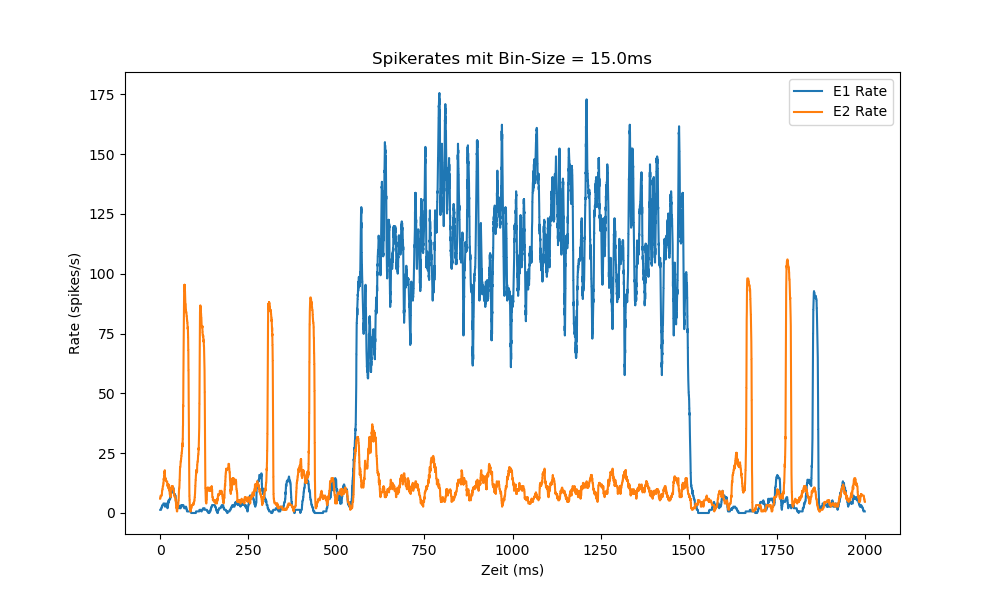 Spikerates mit Bin-Size = 15.0ms
E1 Rate
E2 Rate
Rate (spikes/s)
175
150
125
100
75
50
25
0
0 250 500 750 1000 1250 1500 1750 2000
Zeit (ms)